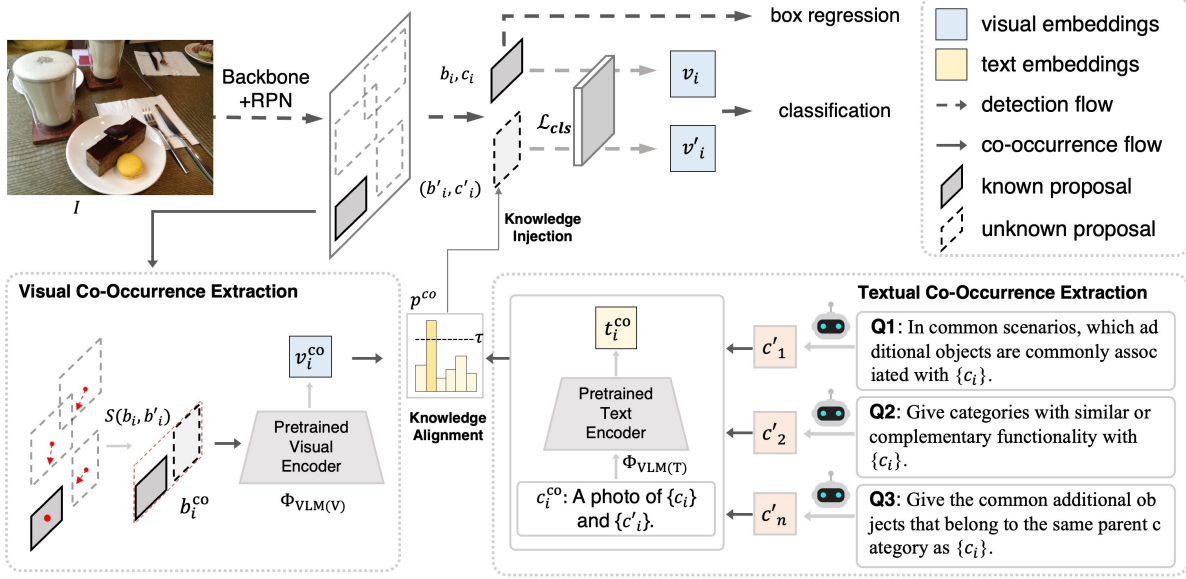 Backbone
+RPN
I
b_i, c_i
(b'_i, c'_i)
ℒ_cls
v_i
v'_i
box regression
classification
visual embeddings
text embeddings
detection flow
co-occurrence flow
known proposal
unknown proposal
Knowledge
Injection
Visual Co-Occurrence Extraction
S(b_i, b'_i)
b_i^co
v_i^co
Pretrained
Visual
Encoder
Φ_VLM(V)
p^co
τ
Knowledge
Alignment
Textual Co-Occurrence Extraction
t_i^co
Pretrained
Text
Encoder
Φ_VLM(T)
c_i^co: A photo of {c_i}
and {c'_i}.
c'_1
Q1: In common scenarios, which ad
ditional objects are commonly assoc
iated with {c_i}.
c'_2
Q2: Give categories with similar or
complementary functionality with
{c_i}.
c'_n
Q3: Give the common additional ob
jects that belong to the same parent c
ategory as {c_i}.